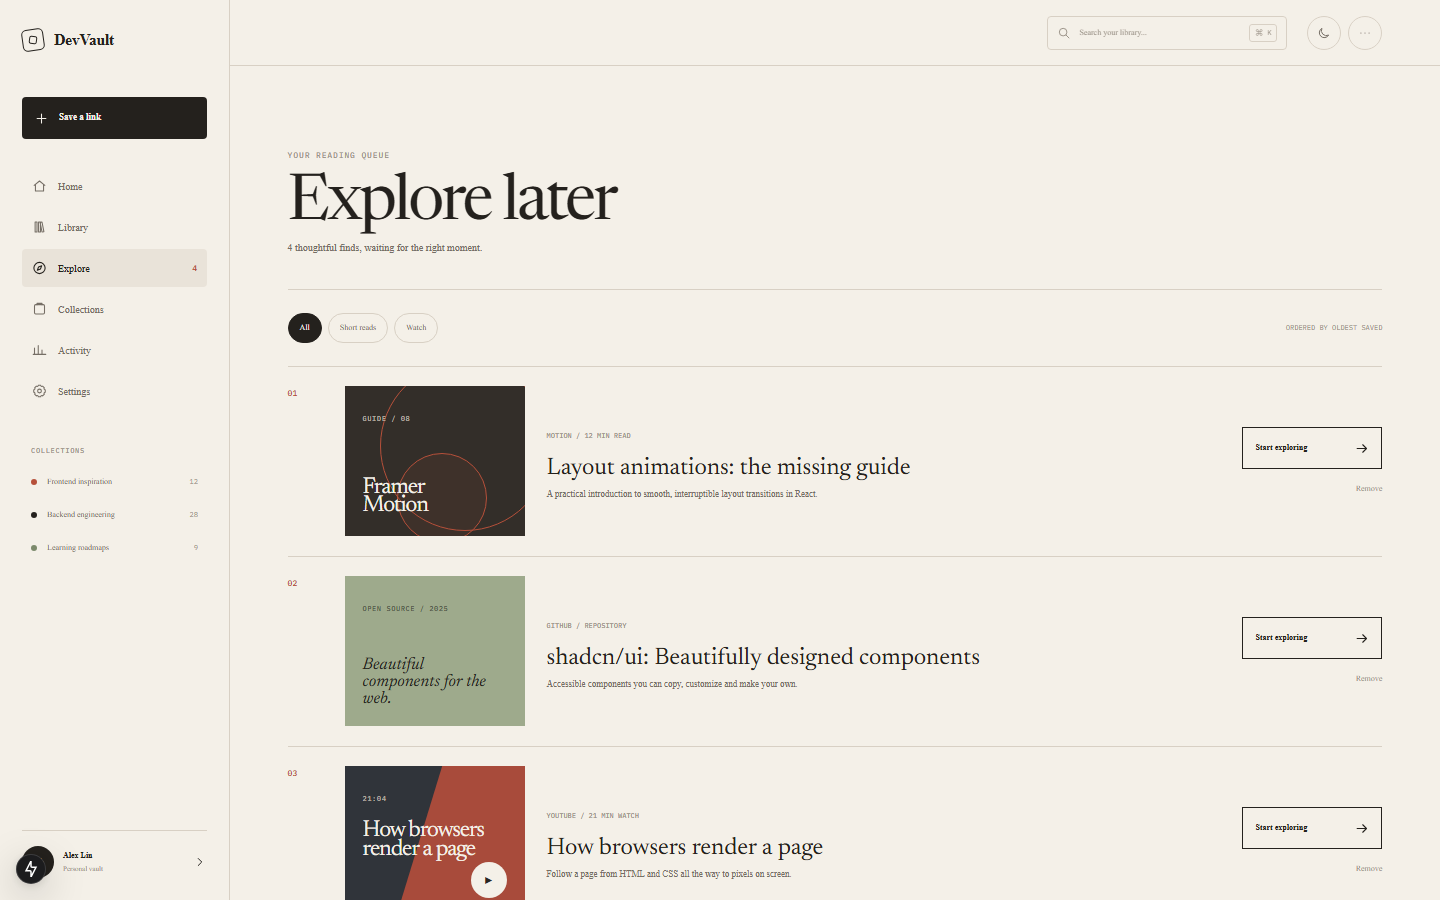 DevVault
Save a link
Home
Library
Explore 4
Collections
Activity
Settings
COLLECTIONS
Frontend inspiration 12
Backend engineering 28
Learning roadmaps 9
Alex Lin
Personal vault
Search your library... ⌘ K
YOUR READING QUEUE
Explore later
4 thoughtful finds, waiting for the right moment.
All Short reads Watch
ORDERED BY OLDEST SAVED
01
GUIDE / 08
Framer
Motion
MOTION / 12 MIN READ
Layout animations: the missing guide
A practical introduction to smooth, interruptible layout transitions in React.
Start exploring
Remove
02
OPEN SOURCE / 2025
Beautiful
components for the
web.
GITHUB / REPOSITORY
shadcn/ui: Beautifully designed components
Accessible components you can copy, customize and make your own.
Start exploring
Remove
03
21:04
How browsers
render a page
YOUTUBE / 21 MIN WATCH
How browsers render a page
Follow a page from HTML and CSS all the way to pixels on screen.
Start exploring
Remove